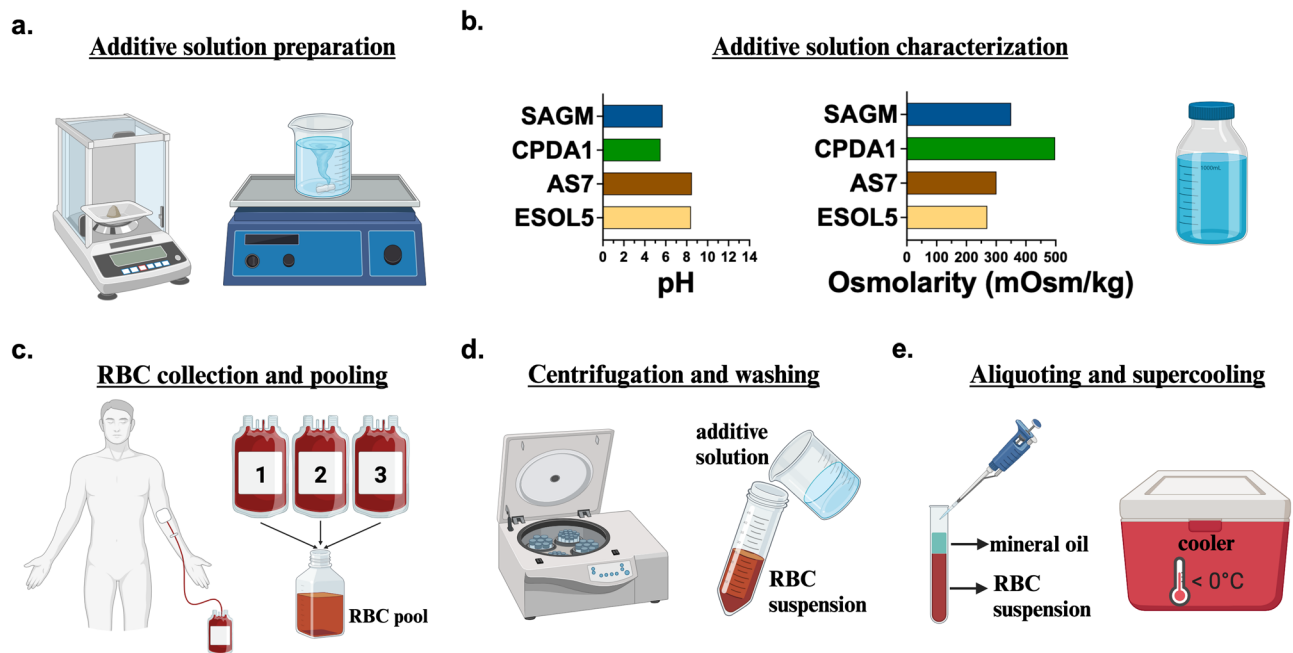 a.
Additive solution preparation
b.
Additive solution characterization
SAGM
CPDA1
AS7
ESOL5
0 2 4 6 8 10 12 14
pH
SAGM
CPDA1
AS7
ESOL5
0 100 200 300 400 500
Osmolarity (mOsm/kg)
1000mL
c.
RBC collection and pooling
1 2 3
RBC pool
d.
Centrifugation and washing
additive
solution
RBC
suspension
e.
Aliquoting and supercooling
mineral oil
RBC
suspension
cooler
< 0°C